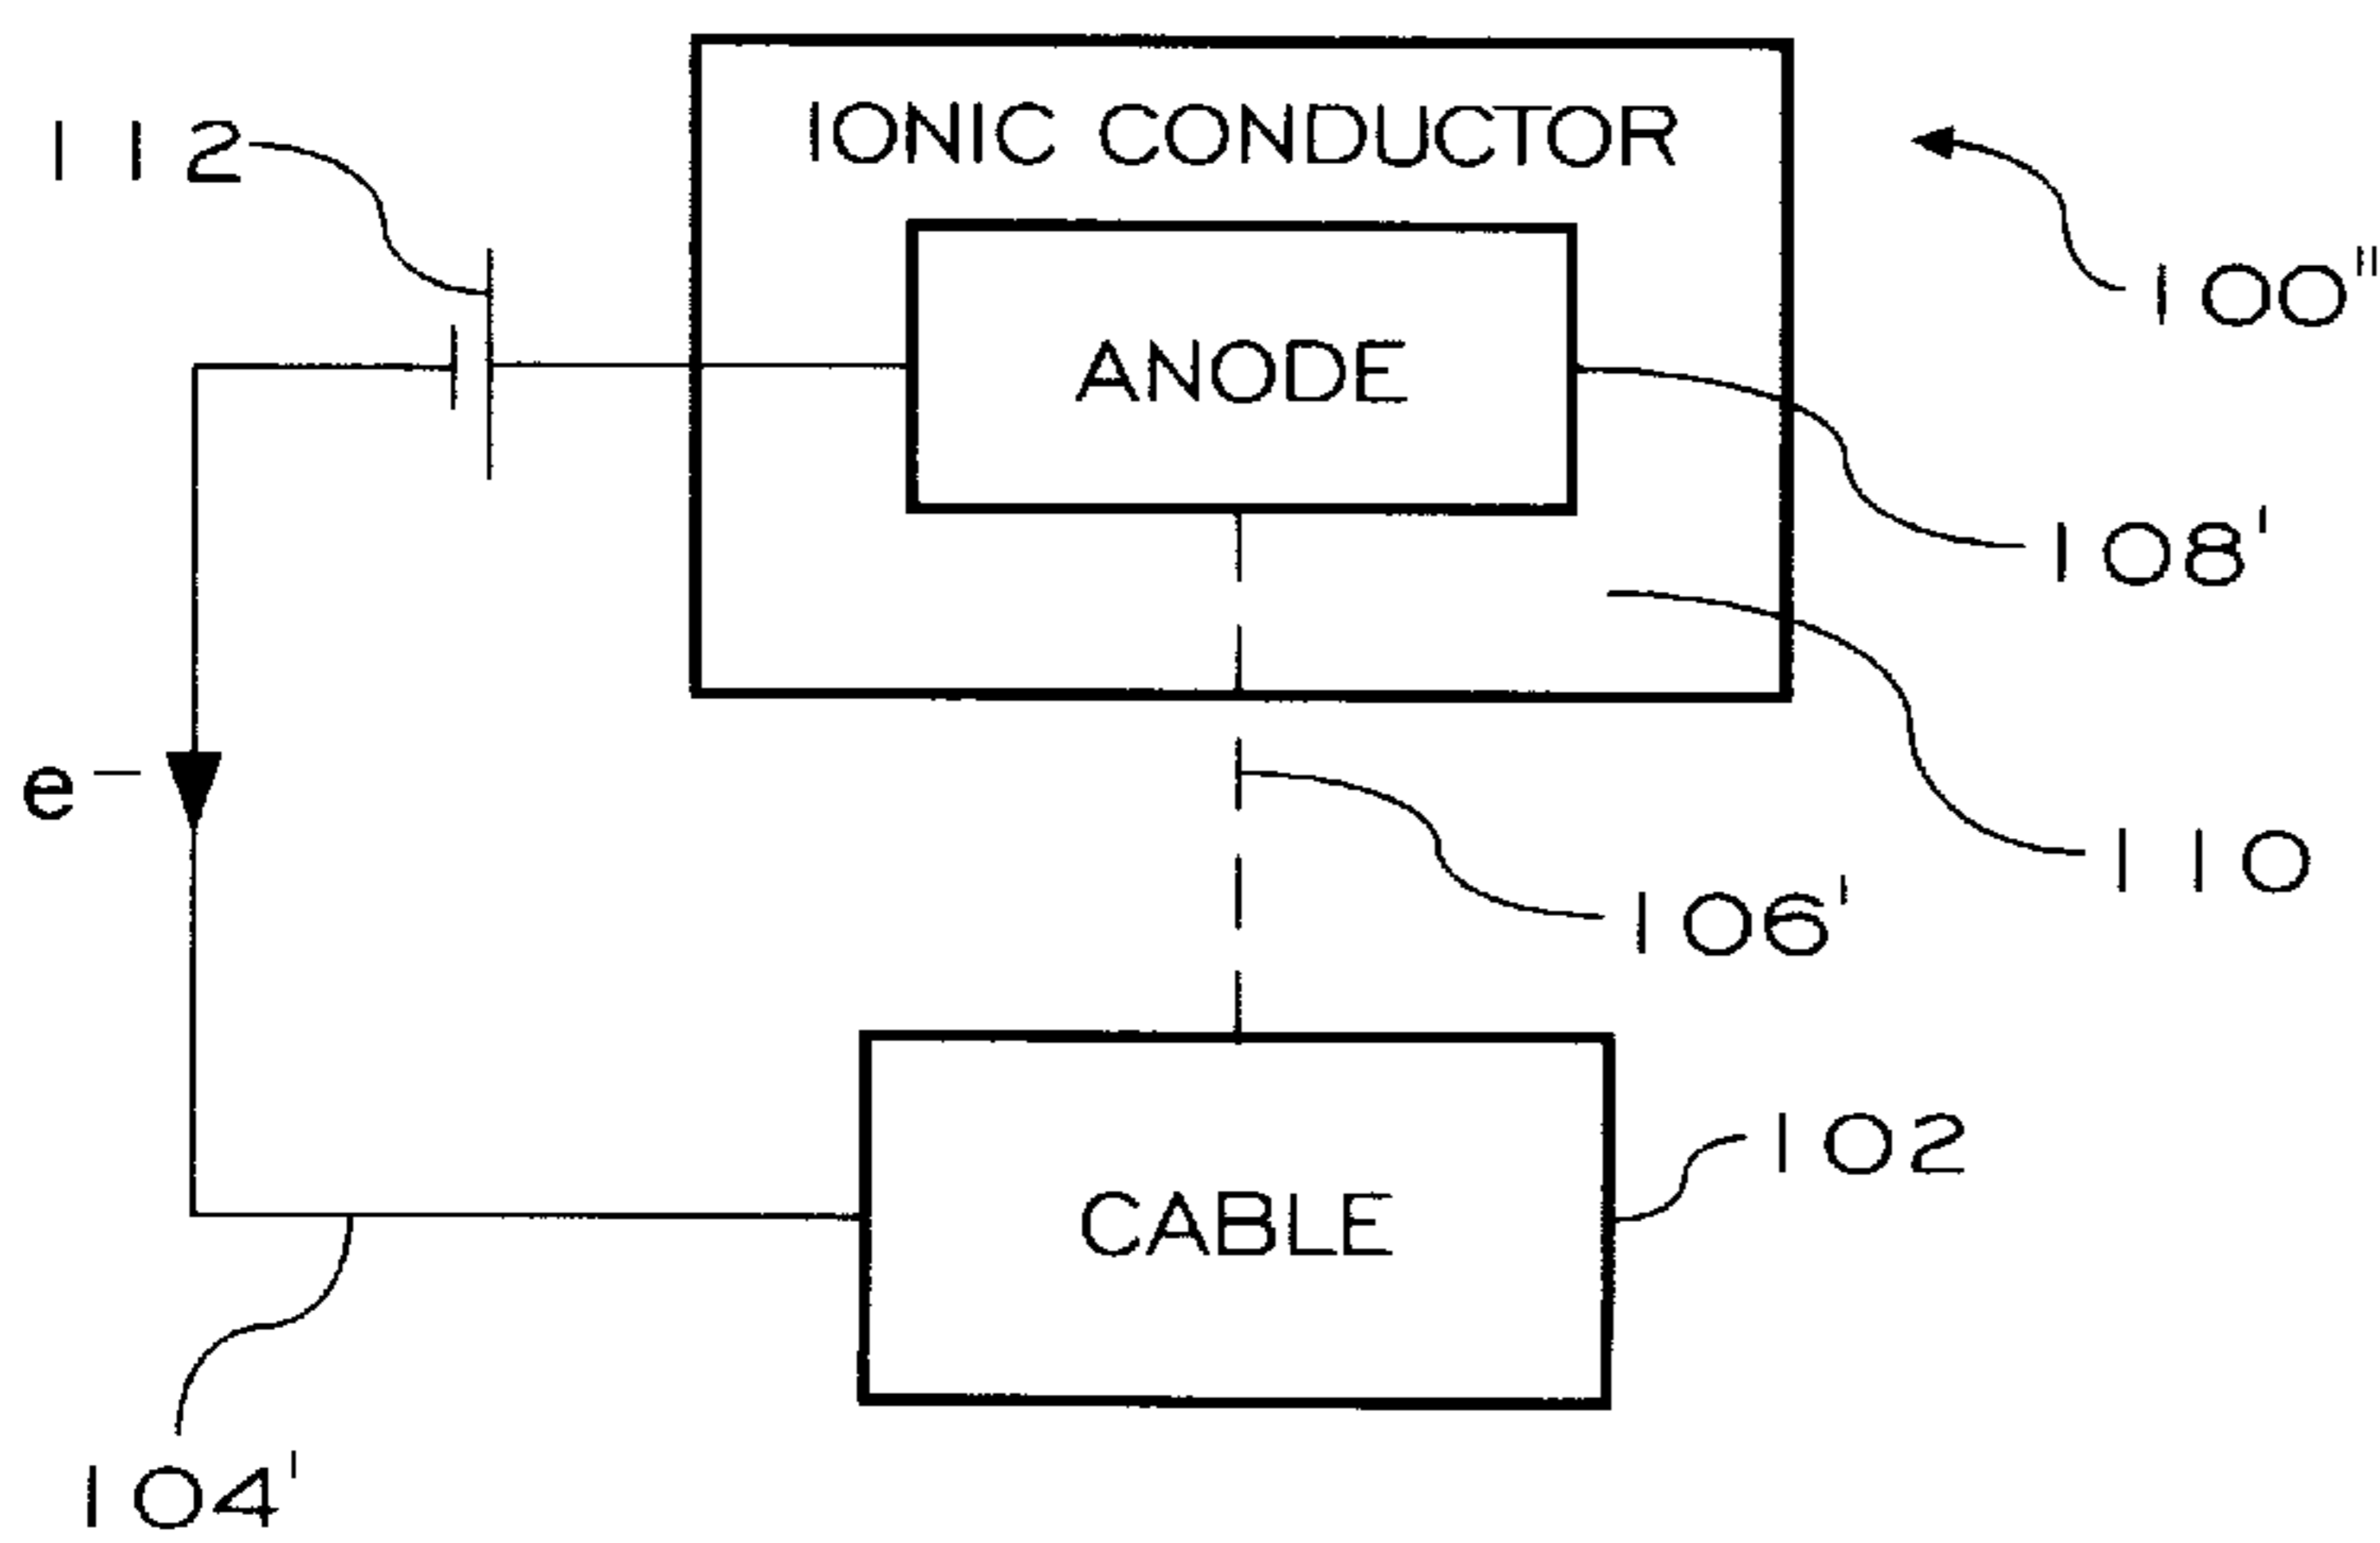 IONIC CONDUCTOR
112
100"
ANODE
108'
e−
110
106'
102
CABLE
104'